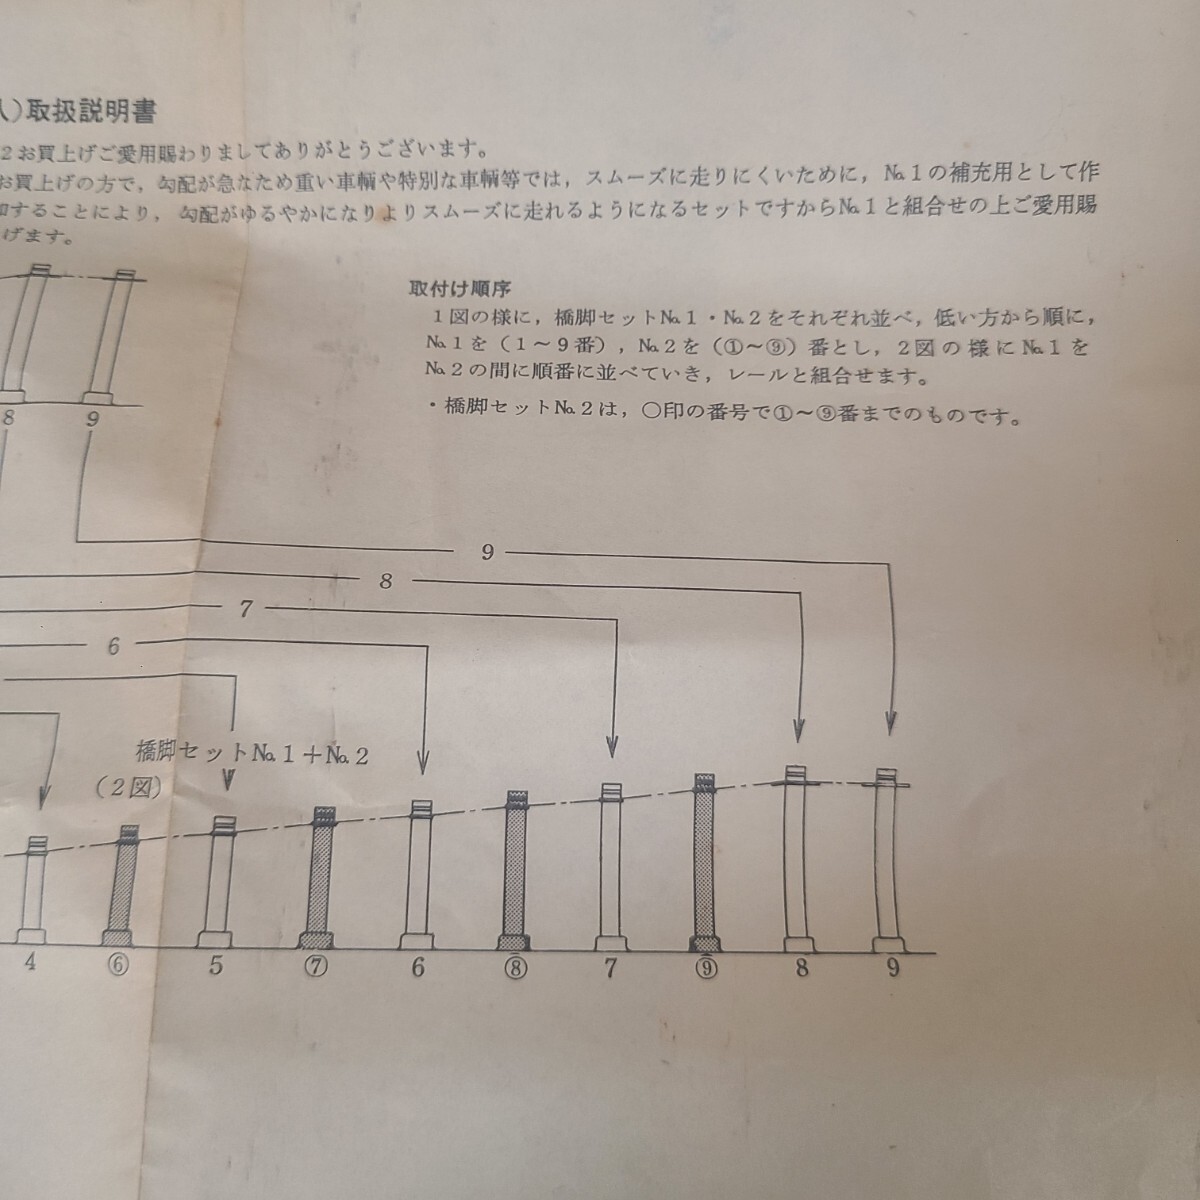 )取扱説明書
2お買上げご愛用賜わりましてありがとうございます。
お買上げの方で，勾配が急なため重い車輌や特別な車輌等では，スムーズに走りにくいために，№1の補充用として作
加することにより，勾配がゆるやかになりよりスムーズに走れるようになるセットですから№1と組合せの上ご愛用賜
げます。
取付け順序
1図の様に，橋脚セット№1・№2をそれぞれ並べ，低い方から順に，
№1を（1～9番），№2を（①～⑨）番とし，2図の様に№1を
№2の間に順番に並べていき，レールと組合せます。
・橋脚セット№2は，○印の番号で①～⑨番までのものです。
8 9
9
8
7
6
橋脚セット№1＋№2
（2図）
4 ⑥ 5 ⑦ 6 ⑧ 7 ⑨ 8 9